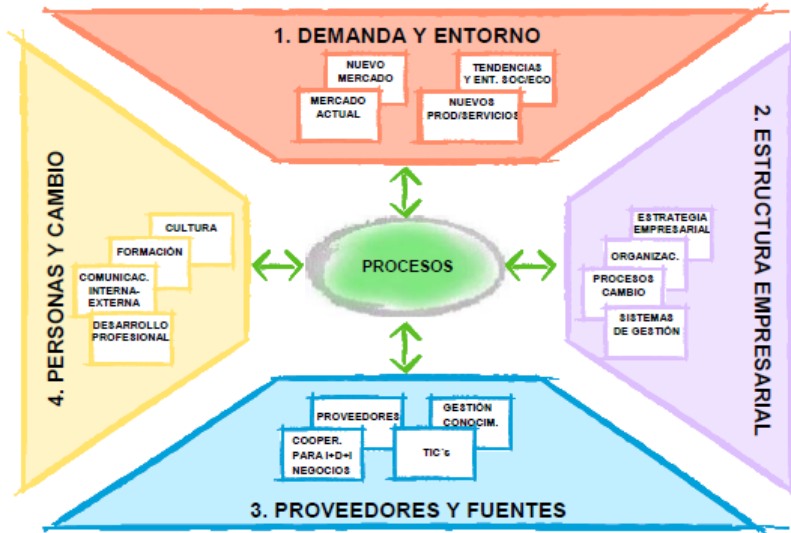 1. DEMANDA Y ENTORNO
NUEVO
MERCADO
MERCADO
ACTUAL
TENDENCIAS
Y ENT. SOC/ECO
NUEVOS
PROD/SERVICIOS
2. ESTRUCTURA EMPRESARIAL
ESTRATEGIA
EMPRESARIAL
ORGANIZAC.
PROCESOS
CAMBIO
SISTEMAS
DE GESTIÓN
PROCESOS
4. PERSONAS Y CAMBIO
CULTURA
FORMACIÓN
COMUNICAC.
INTERNA-
EXTERNA
DESARROLLO
PROFESIONAL
PROVEEDORES
GESTIÓN
CONOCIM.
COOPER.
PARA I+D+I
NEGOCIOS
TIC´s
3. PROVEEDORES Y FUENTES